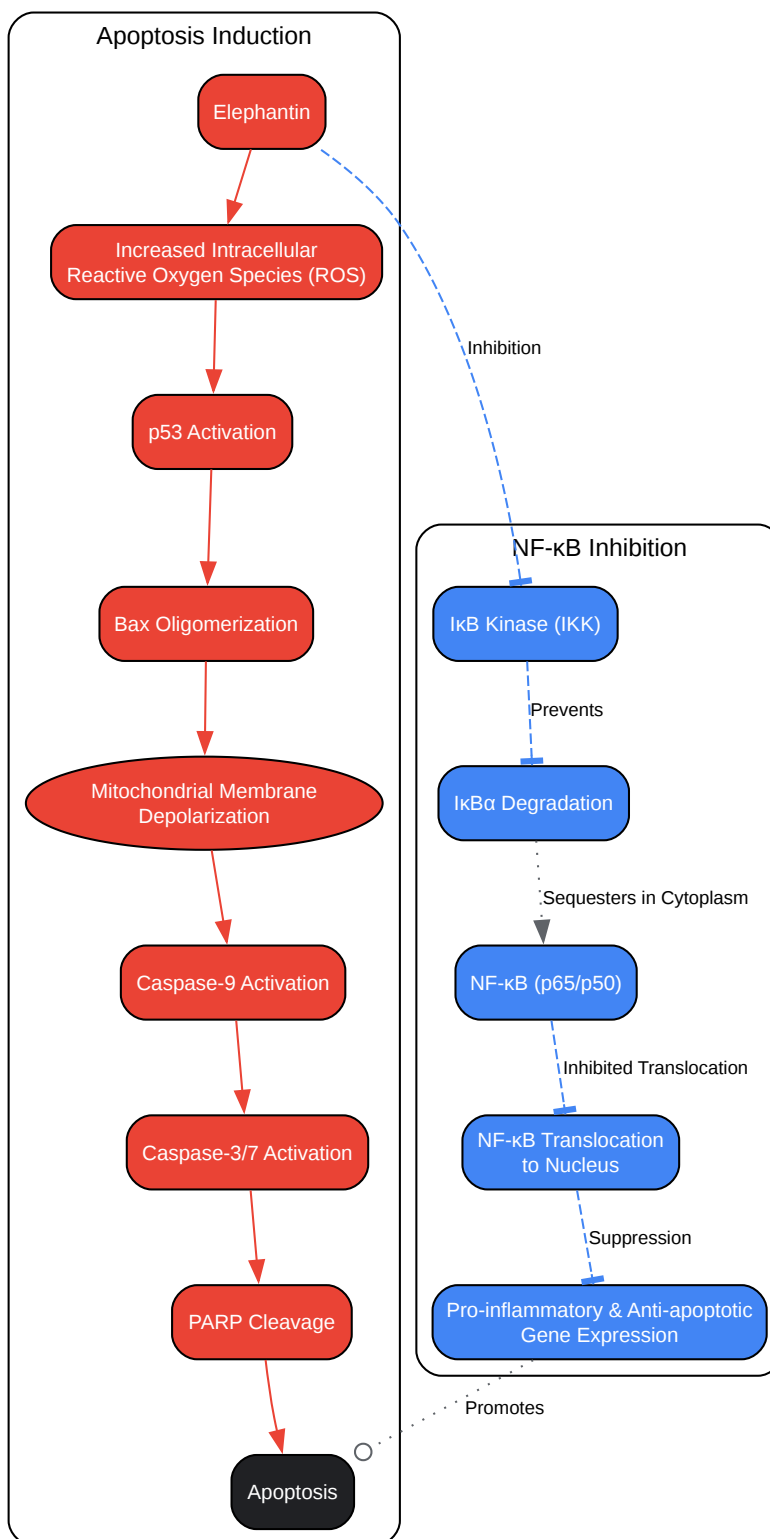 Apoptosis Induction
Elephantin
Increased Intracellular
Reactive Oxygen Species (ROS)
Inhibition
p53 Activation
NF-κB Inhibition
Bax Oligomerization
IκB Kinase (IKK)
Prevents
Mitochondrial Membrane
Depolarization
IκBα Degradation
Sequesters in Cytoplasm
Caspase-9 Activation
NF-κB (p65/p50)
Inhibited Translocation
Caspase-3/7 Activation
NF-κB Translocation
to Nucleus
Suppression
PARP Cleavage
Pro-inflammatory & Anti-apoptotic
Gene Expression
Promotes
Apoptosis